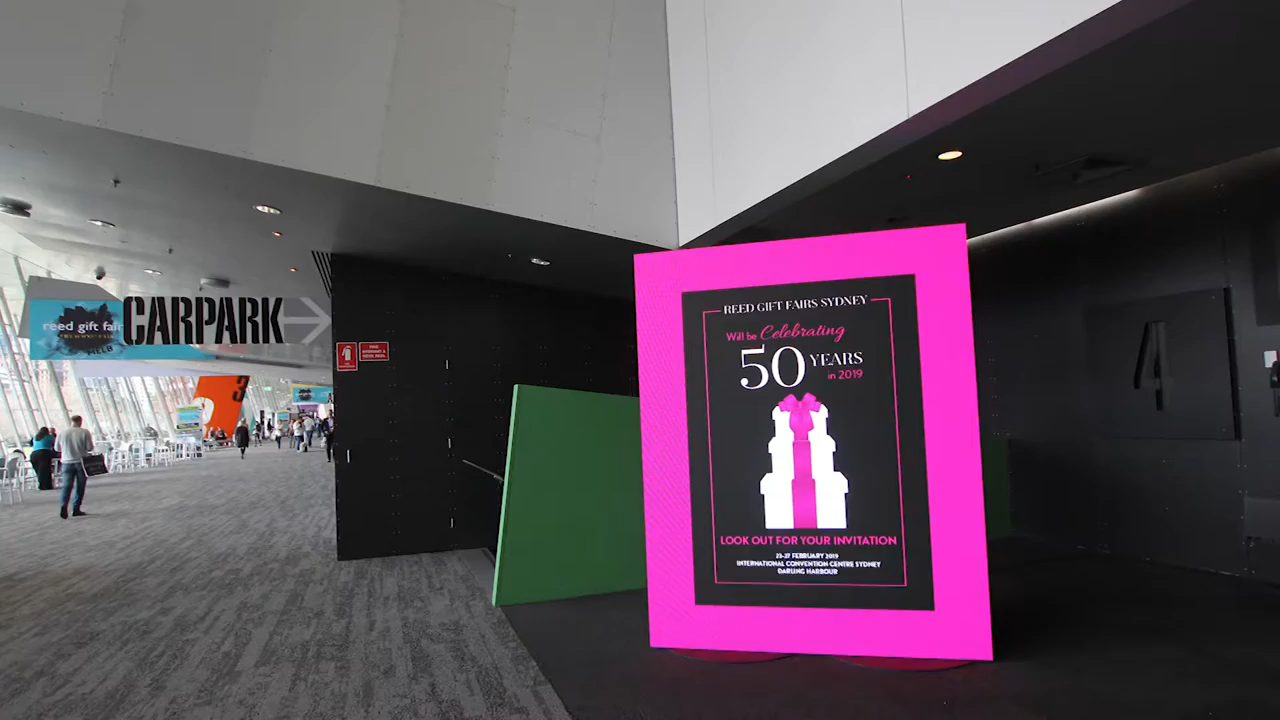 reed gift fair
CARPARK
3
REED GIFT FAIRS SYDNEY
Will be Celebrating
50 YEARS
in 2019
LOOK OUT FOR YOUR INVITATION
23-27 FEBRUARY 2019
INTERNATIONAL CONVENTION CENTRE SYDNEY
DARLING HARBOUR
4